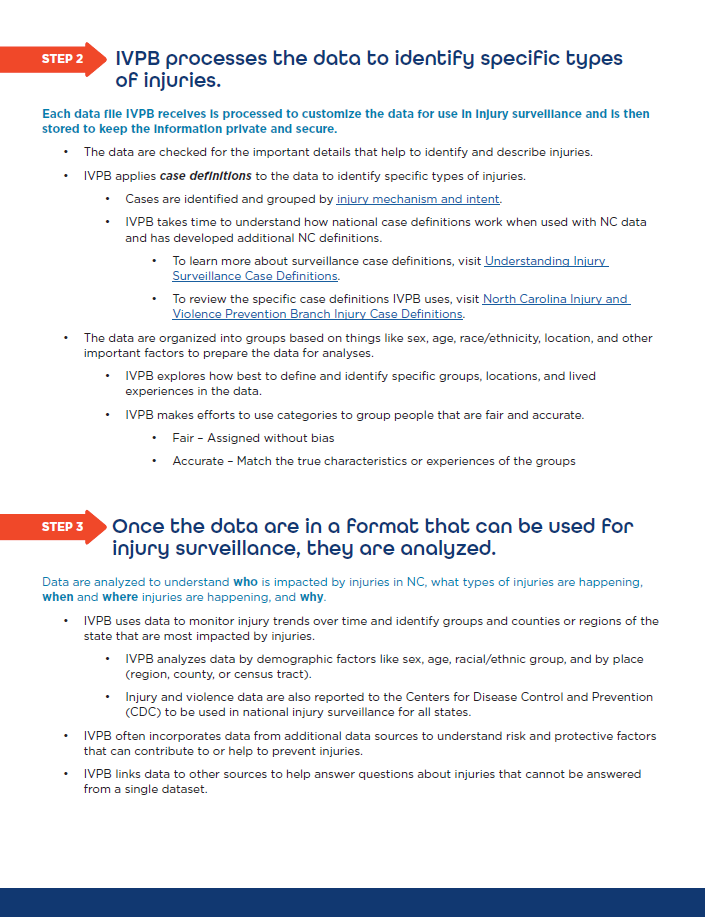 STEP 2
IVPB processes the data to identify specific types
of injuries.
Each data file IVPB receives is processed to customize the data for use in injury surveillance and is then
stored to keep the information private and secure.
• The data are checked for the important details that help to identify and describe injuries.
• IVPB applies case definitions to the data to identify specific types of injuries.
• Cases are identified and grouped by injury mechanism and intent.
• IVPB takes time to understand how national case definitions work when used with NC data
and has developed additional NC definitions.
• To learn more about surveillance case definitions, visit Understanding Injury
Surveillance Case Definitions.
• To review the specific case definitions IVPB uses, visit North Carolina Injury and
Violence Prevention Branch Injury Case Definitions.
• The data are organized into groups based on things like sex, age, race/ethnicity, location, and other
important factors to prepare the data for analyses.
• IVPB explores how best to define and identify specific groups, locations, and lived
experiences in the data.
• IVPB makes efforts to use categories to group people that are fair and accurate.
• Fair – Assigned without bias
• Accurate – Match the true characteristics or experiences of the groups
STEP 3
Once the data are in a format that can be used for
injury surveillance, they are analyzed.
Data are analyzed to understand who is impacted by injuries in NC, what types of injuries are happening,
when and where injuries are happening, and why.
• IVPB uses data to monitor injury trends over time and identify groups and counties or regions of the
state that are most impacted by injuries.
• IVPB analyzes data by demographic factors like sex, age, racial/ethnic group, and by place
(region, county, or census tract).
• Injury and violence data are also reported to the Centers for Disease Control and Prevention
(CDC) to be used in national injury surveillance for all states.
• IVPB often incorporates data from additional data sources to understand risk and protective factors
that can contribute to or help to prevent injuries.
• IVPB links data to other sources to help answer questions about injuries that cannot be answered
from a single dataset.